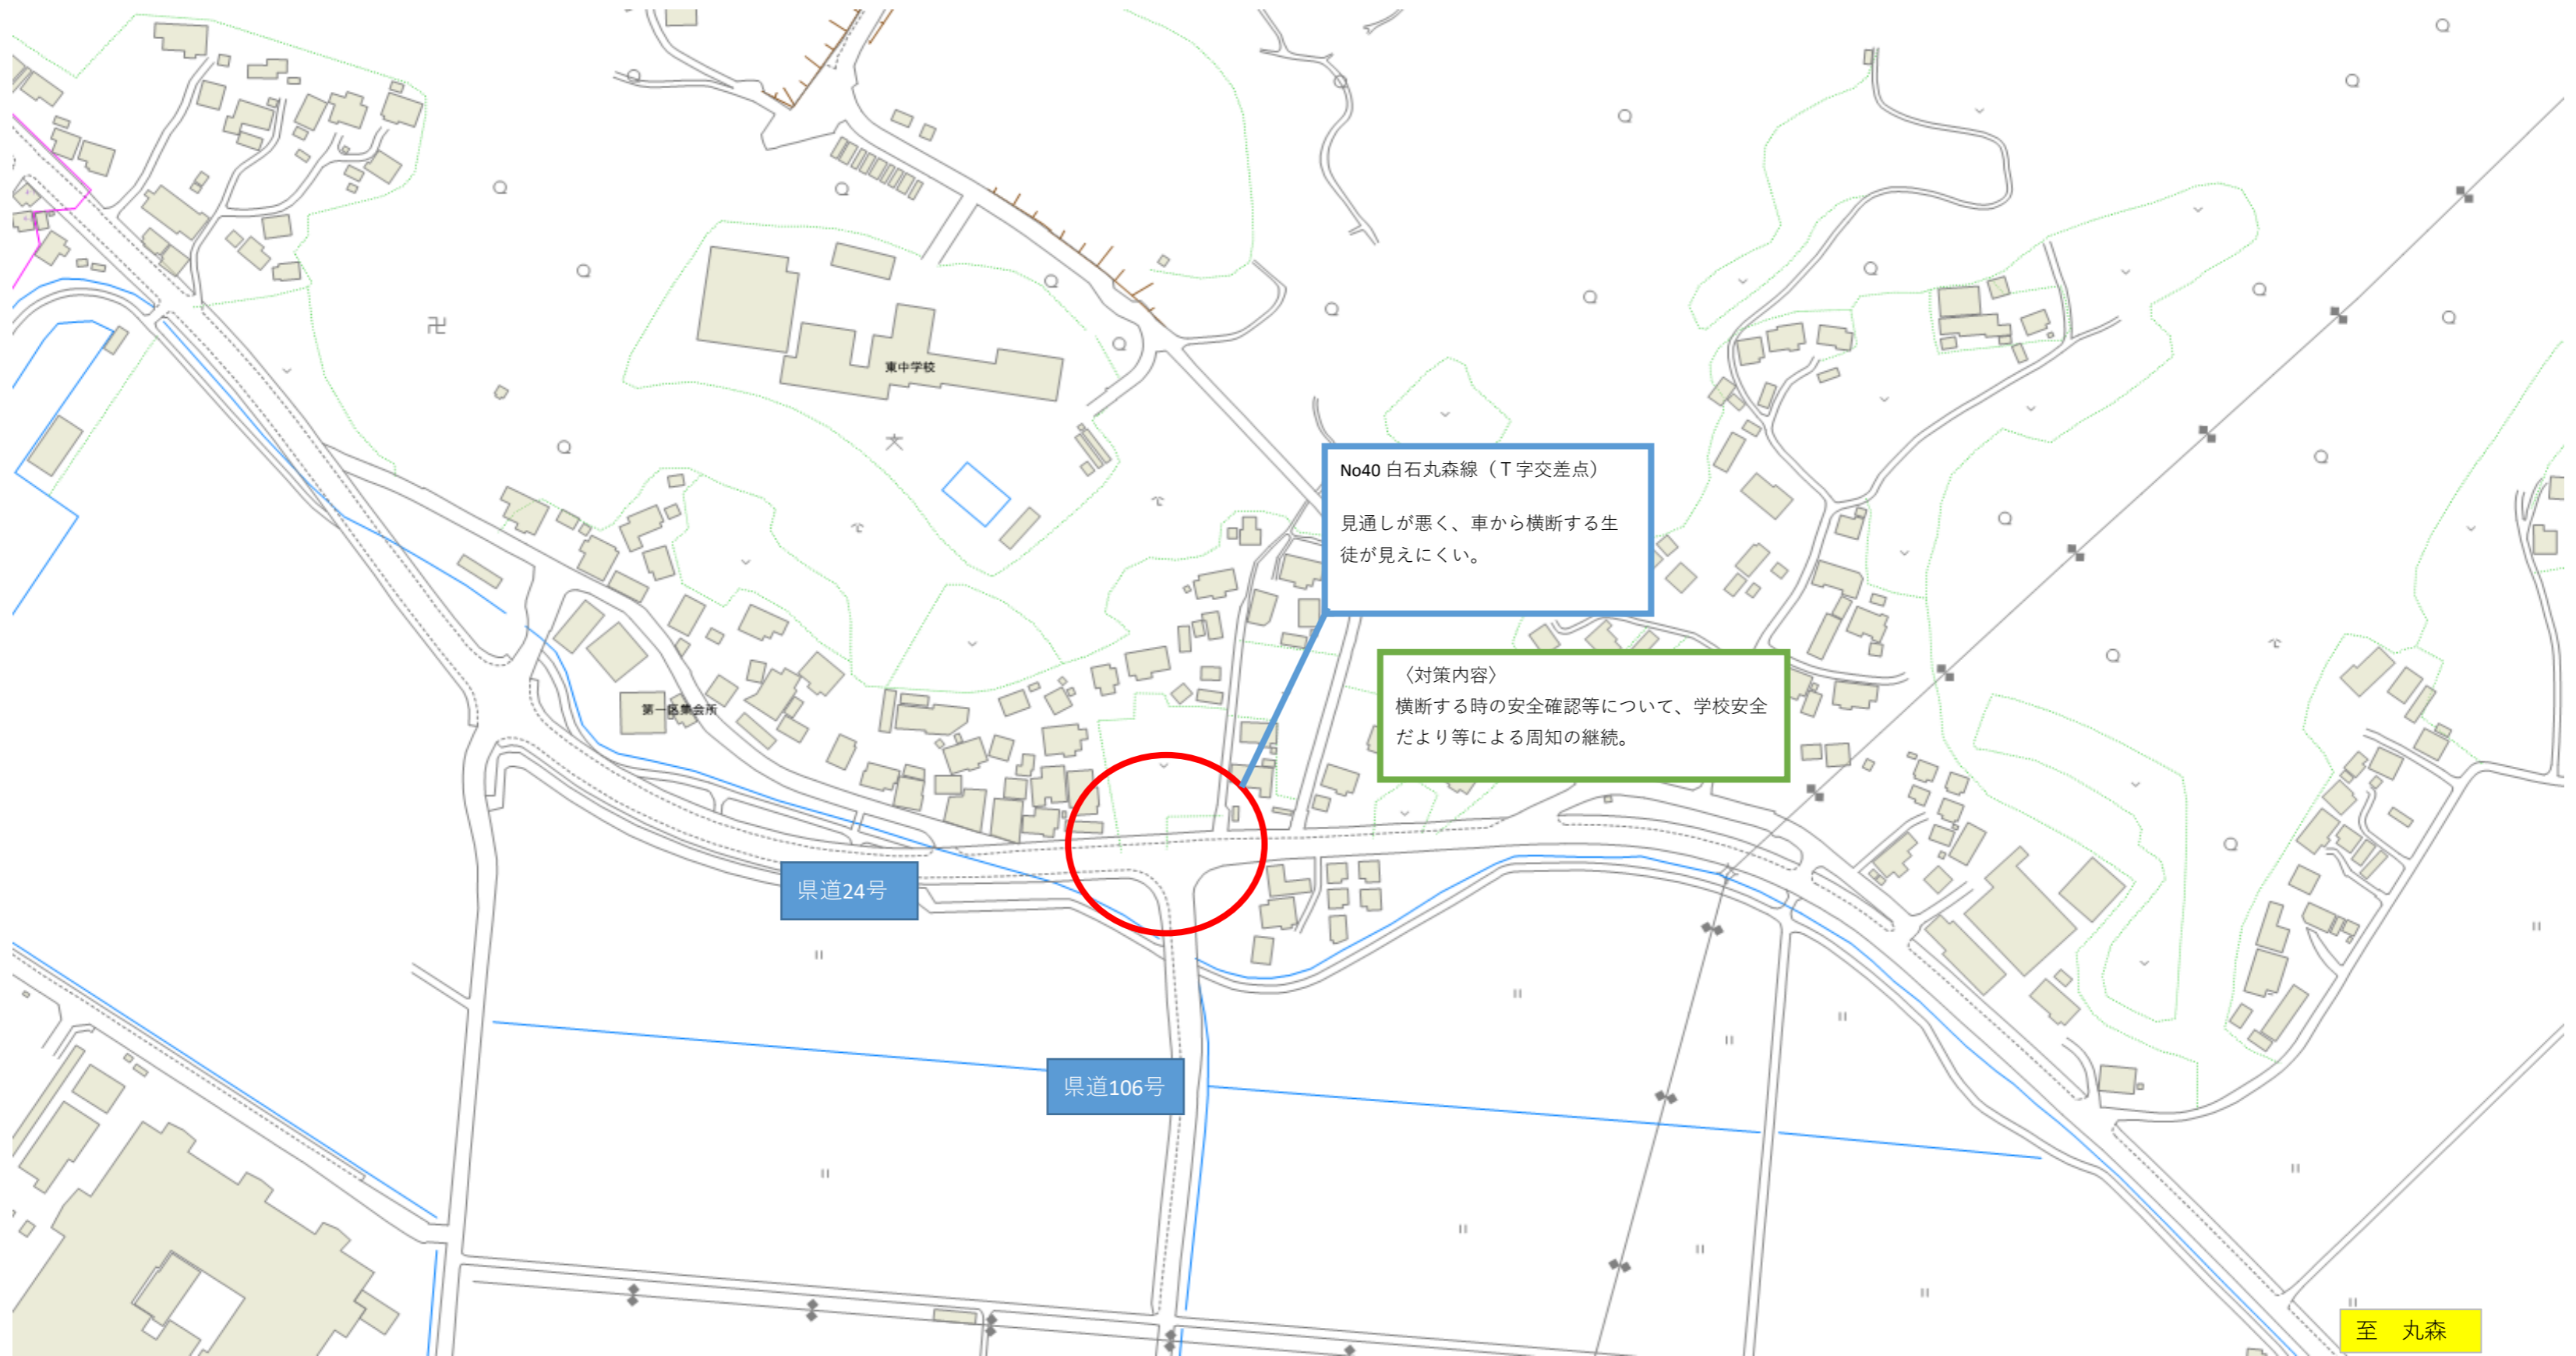 東中学校
No40 白石丸森線（Ｔ字交差点）
見通しが悪く、車から横断する生
徒が見えにくい。
〈対策内容〉
横断する時の安全確認等について、学校安全
だより等による周知の継続。
第一区集会所
県道24号
県道106号
至　丸森